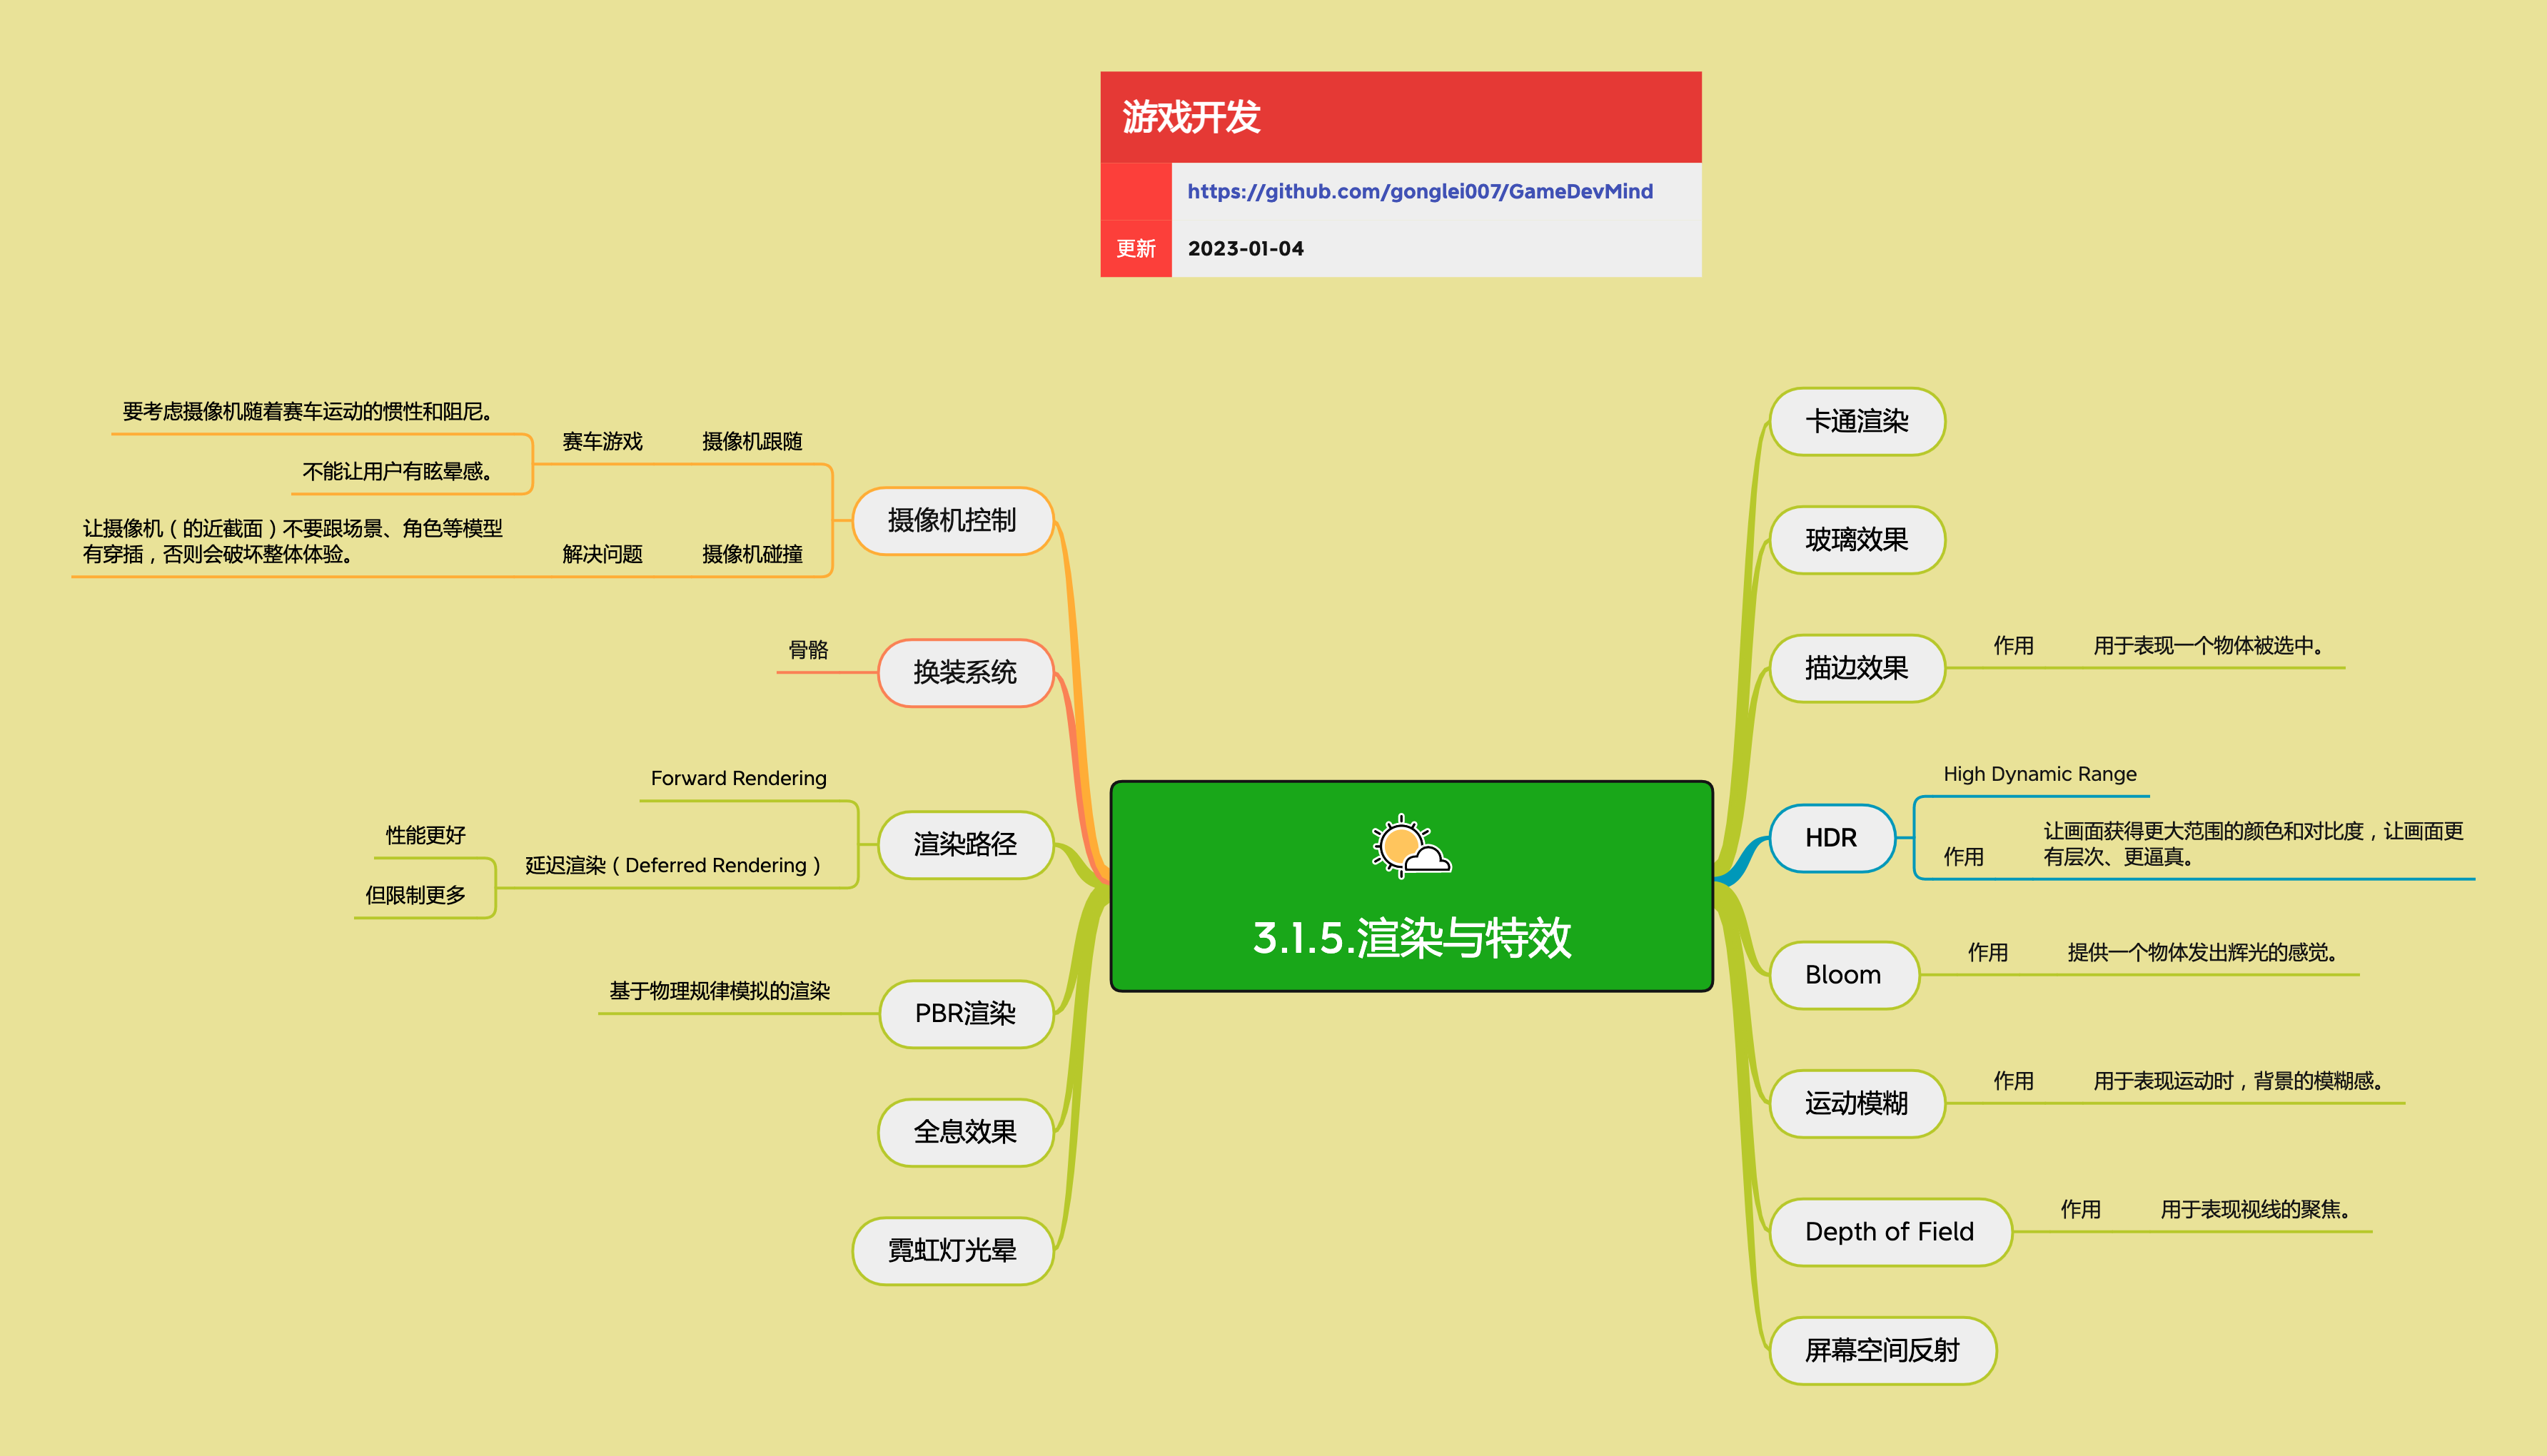 游戏开发
https://github.com/gonglei007/GameDevMind
更新 2023-01-04
3.1.5.渲染与特效
卡通渲染
玻璃效果
描边效果
作用
用于表现一个物体被选中。
HDR
High Dynamic Range
作用
让画面获得更大范围的颜色和对比度，让画面更
有层次、更逼真。
Bloom
作用
提供一个物体发出辉光的感觉。
运动模糊
作用
用于表现运动时，背景的模糊感。
Depth of Field
作用
用于表现视线的聚焦。
屏幕空间反射
摄像机控制
摄像机跟随
赛车游戏
要考虑摄像机随着赛车运动的惯性和阻尼。
不能让用户有眩晕感。
摄像机碰撞
解决问题
让摄像机（的近截面）不要跟场景、角色等模型
有穿插，否则会破坏整体体验。
换装系统
骨骼
渲染路径
Forward Rendering
延迟渲染（Deferred Rendering）
性能更好
但限制更多
PBR渲染
基于物理规律模拟的渲染
全息效果
霓虹灯光晕